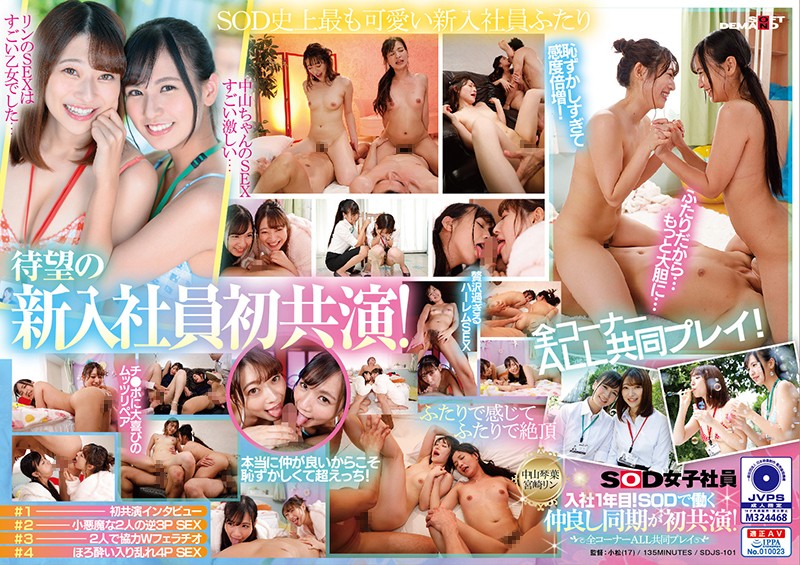 SOD史上最も可愛い新入社員ふたり
SOFT ON DEMAND
リンのSEXは
すごい乙女でした…
中山ちゃんのSEX
すごい激しい…
恥ずかしすぎて
感度倍増!
ふたりだから…
もっと大胆に…
待望の
新入社員初共演!
贅沢過ぎる
ハーレムSEX
全コーナー
ALL共同プレイ!
チ●ポに大喜びの
ムッツリペア
本当に仲が良いからこそ
恥ずかしくて超えっち!
ふたりで感じて
ふたりで絶頂
中山琴葉
宮崎リン
#1 初共演インタビュー
#2 小悪魔な2人の逆3P SEX
#3 2人で協力Wフェラチオ
#4 ほろ酔い入り乱れ4P SEX
SOD女子社員
入社1年目!SODで働く
仲良し同期が初共演!
全コーナーALL共同プレイ
監督:小松(17) / 135MINUTES / SDJS-101
JVPS
成人指定
M324468
適正AV
IPPA
No,010023